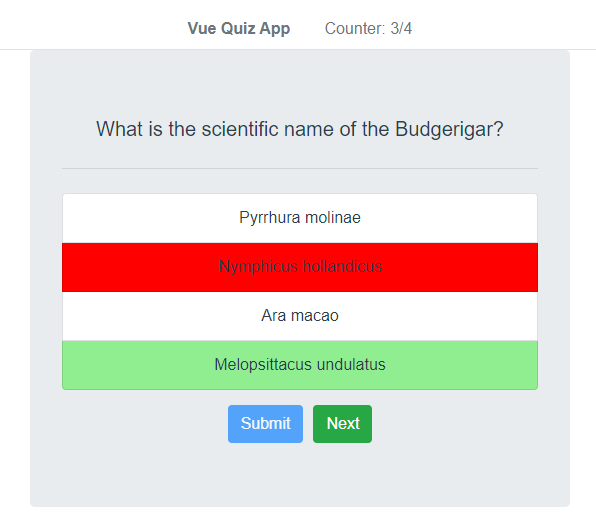 Vue Quiz App Counter: 3/4
What is the scientific name of the Budgerigar?
Pyrrhura molinae
Nymphicus hollandicus
Ara macao
Melopsittacus undulatus
Submit Next